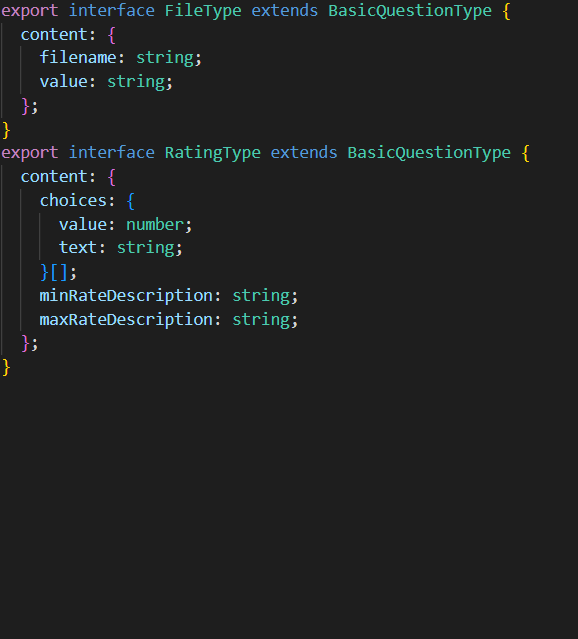 export interface FileType extends BasicQuestionType {
  content: {
    filename: string;
    value: string;
  };
}
export interface RatingType extends BasicQuestionType {
  content: {
    choices: {
      value: number;
      text: string;
    }[];
    minRateDescription: string;
    maxRateDescription: string;
  };
}